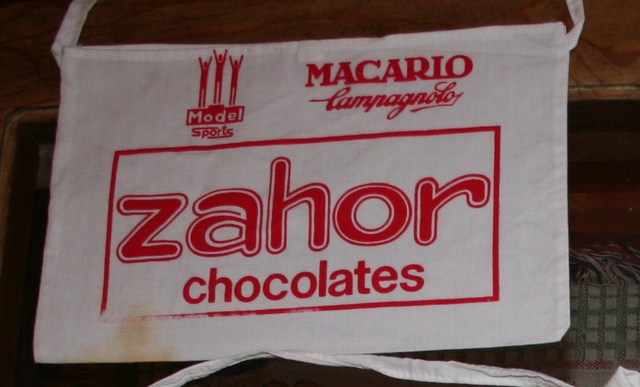 Model
Sports
MACARIO
Campagnolo
zahor
chocolates